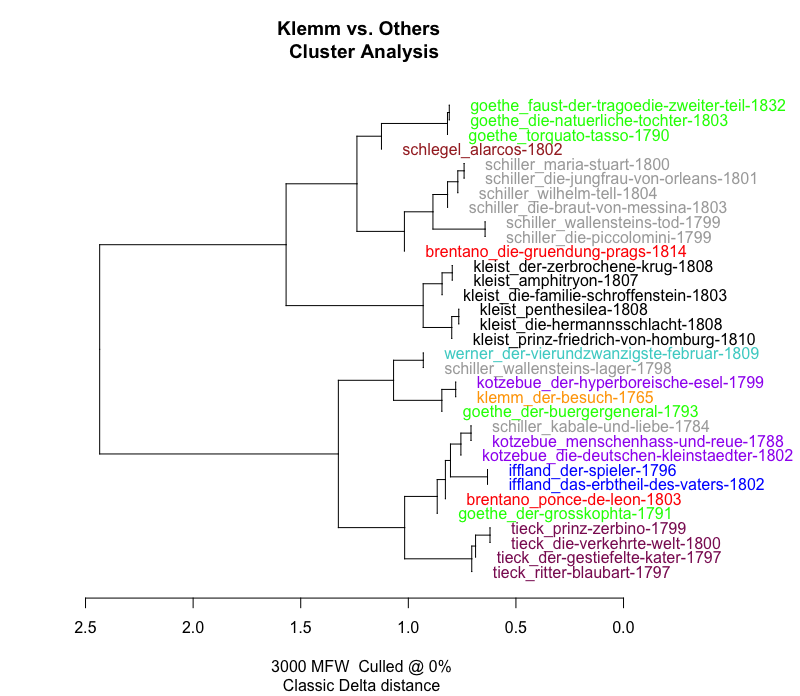 Klemm vs. Others
Cluster Analysis
goethe_faust-der-tragoedie-zweiter-teil-1832
goethe_die-natuerliche-tochter-1803
goethe_torquato-tasso-1790
schlegel_alarcos-1802
schiller_maria-stuart-1800
schiller_die-jungfrau-von-orleans-1801
schiller_wilhelm-tell-1804
schiller_die-braut-von-messina-1803
schiller_wallensteins-tod-1799
schiller_die-piccolomini-1799
brentano_die-gruendung-prags-1814
kleist_der-zerbrochene-krug-1808
kleist_amphitryon-1807
kleist_die-familie-schroffenstein-1803
kleist_penthesilea-1808
kleist_die-hermannsschlacht-1808
kleist_prinz-friedrich-von-homburg-1810
werner_der-vierundzwanzigste-februar-1809
schiller_wallensteins-lager-1798
kotzebue_der-hyperboreische-esel-1799
klemm_der-besuch-1765
goethe_der-buergergeneral-1793
schiller_kabale-und-liebe-1784
kotzebue_menschenhass-und-reue-1788
kotzebue_die-deutschen-kleinstaedter-1802
iffland_der-spieler-1796
iffland_das-erbtheil-des-vaters-1802
brentano_ponce-de-leon-1803
goethe_der-grosskophta-1791
tieck_prinz-zerbino-1799
tieck_die-verkehrte-welt-1800
tieck_der-gestiefelte-kater-1797
tieck_ritter-blaubart-1797
2.5 2.0 1.5 1.0 0.5 0.0
3000 MFW Culled @ 0%
Classic Delta distance